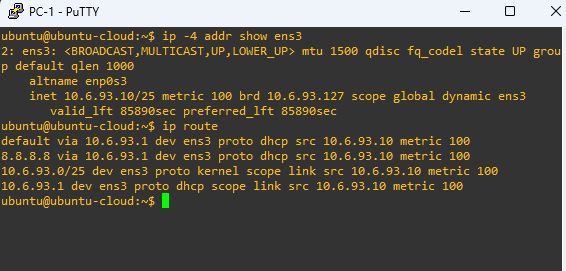 PC-1 - PuTTY
ubuntu@ubuntu-cloud:~$ ip -4 addr show ens3
2: ens3: <BROADCAST,MULTICAST,UP,LOWER_UP> mtu 1500 qdisc fq_codel state UP grou
p default qlen 1000
    altname enp0s3
    inet 10.6.93.10/25 metric 100 brd 10.6.93.127 scope global dynamic ens3
       valid_lft 85890sec preferred_lft 85890sec
ubuntu@ubuntu-cloud:~$ ip route
default via 10.6.93.1 dev ens3 proto dhcp src 10.6.93.10 metric 100
8.8.8.8 via 10.6.93.1 dev ens3 proto dhcp src 10.6.93.10 metric 100
10.6.93.0/25 dev ens3 proto kernel scope link src 10.6.93.10 metric 100
10.6.93.1 dev ens3 proto dhcp scope link src 10.6.93.10 metric 100
ubuntu@ubuntu-cloud:~$